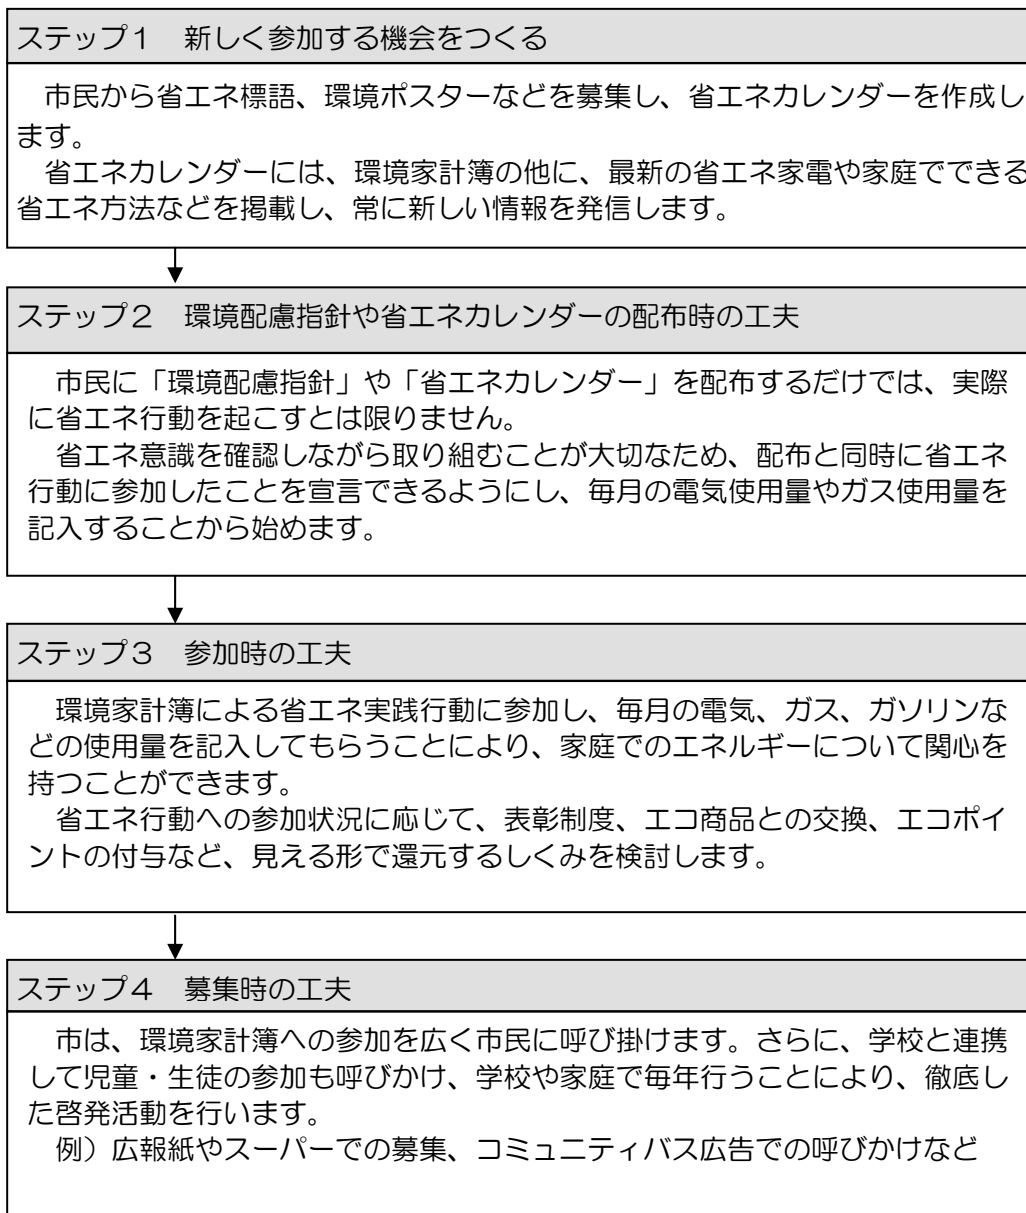 ステップ１　新しく参加する機会をつくる
　市民から省エネ標語、環境ポスターなどを募集し、省エネカレンダーを作成し
ます。
　省エネカレンダーには、環境家計簿の他に、最新の省エネ家電や家庭でできる
省エネ方法などを掲載し、常に新しい情報を発信します。
ステップ２　環境配慮指針や省エネカレンダーの配布時の工夫
　市民に「環境配慮指針」や「省エネカレンダー」を配布するだけでは、実際
に省エネ行動を起こすとは限りません。
　省エネ意識を確認しながら取り組むことが大切なため、配布と同時に省エネ
行動に参加したことを宣言できるようにし、毎月の電気使用量やガス使用量を
記入することから始めます。
ステップ３　参加時の工夫
　環境家計簿による省エネ実践行動に参加し、毎月の電気、ガス、ガソリンな
どの使用量を記入してもらうことにより、家庭でのエネルギーについて関心を
持つことができます。
　省エネ行動への参加状況に応じて、表彰制度、エコ商品との交換、エコポイ
ントの付与など、見える形で還元するしくみを検討します。
ステップ４　募集時の工夫
　市は、環境家計簿への参加を広く市民に呼び掛けます。さらに、学校と連携
して児童・生徒の参加も呼びかけ、学校や家庭で毎年行うことにより、徹底し
た啓発活動を行います。
　例）広報紙やスーパーでの募集、コミュニティバス広告での呼びかけなど